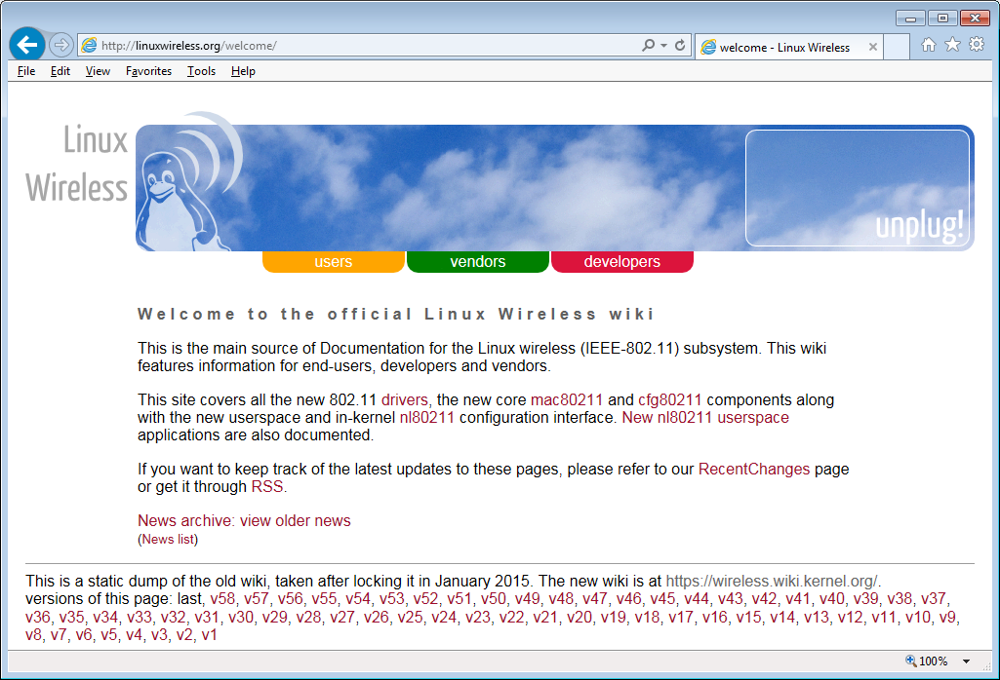 http://linuxwireless.org/welcome/
welcome - Linux Wireless
File Edit View Favorites Tools Help
Linux
Wireless
unplug!
users vendors developers
Welcome to the official Linux Wireless wiki
This is the main source of Documentation for the Linux wireless (IEEE-802.11) subsystem. This wiki
features information for end-users, developers and vendors.
This site covers all the new 802.11 drivers, the new core mac80211 and cfg80211 components along
with the new userspace and in-kernel nl80211 configuration interface. New nl80211 userspace
applications are also documented.
If you want to keep track of the latest updates to these pages, please refer to our RecentChanges page
or get it through RSS.
News archive: view older news
(News list)
This is a static dump of the old wiki, taken after locking it in January 2015. The new wiki is at https://wireless.wiki.kernel.org/.
versions of this page: last, v58, v57, v56, v55, v54, v53, v52, v51, v50, v49, v48, v47, v46, v45, v44, v43, v42, v41, v40, v39, v38, v37,
v36, v35, v34, v33, v32, v31, v30, v29, v28, v27, v26, v25, v24, v23, v22, v21, v20, v19, v18, v17, v16, v15, v14, v13, v12, v11, v10, v9,
v8, v7, v6, v5, v4, v3, v2, v1
100%